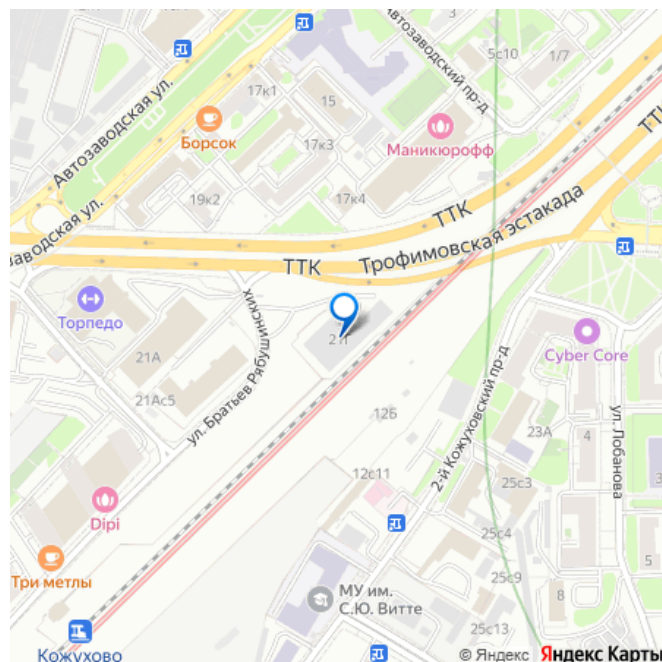 3
5с10
1/7
Автозаводский пр-д
17к1
15
Автозаводская ул.
Борсок
17к3
Маникюрофф
19к2
17к4
ТТК
ТТК
заводская ул.
Трофимовская эстакада
ТТК
Торпедо
ул. Братьев Рябушинских
21А
Cyber Core
21Ас5
2-й Кожуховский пр-д
12Б
ул. Лобанова
23А
4
12с11
25с3
Dipi
25с4
5
Три метлы
25с9
МУ им.
С.Ю. Витте
8
25с13
Кожухово
© Яндекс Яндекс Карты